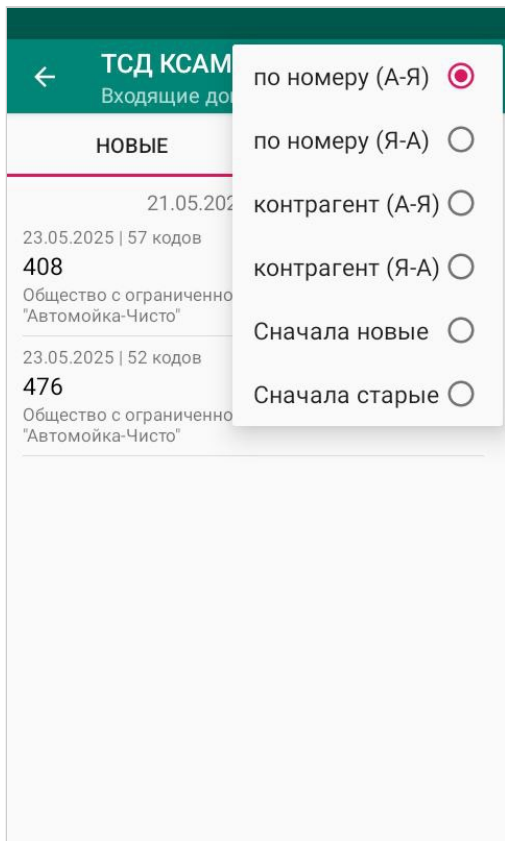 ТСД КСАМ
Входящие
НОВЫЕ
по номеру (А-Я)
по номеру (Я-А)
контрагент (А-Я)
контрагент (Я-А)
Сначала новые
Сначала старые
21.05.202
23.05.2025 | 57 кодов
408
Общество с ограниченно
"Автомойка-Чисто"
23.05.2025 | 52 кодов
476
Общество с ограниченно
"Автомойка-Чисто"